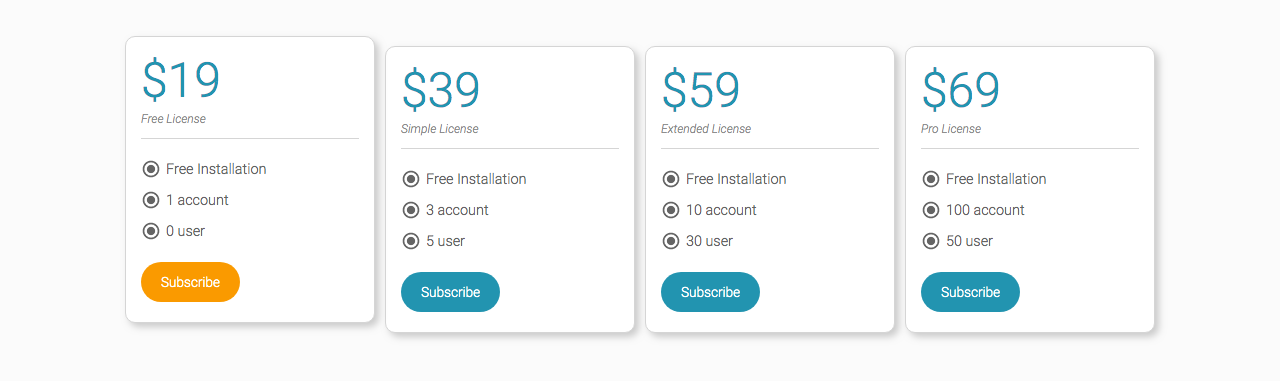 $19
Free License
Free Installation
1 account
0 user
Subscribe
$39
Simple License
Free Installation
3 account
5 user
Subscribe
$59
Extended License
Free Installation
10 account
30 user
Subscribe
$69
Pro License
Free Installation
100 account
50 user
Subscribe